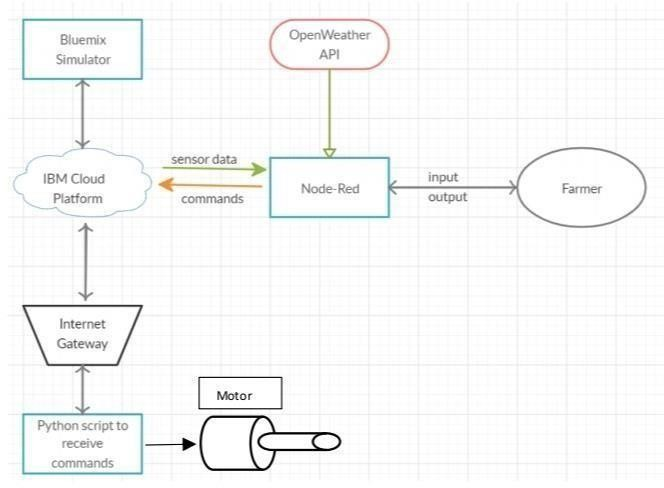 Bluemix
Simulator
OpenWeather
API
IBM Cloud
Platform
sensor data
commands
Node-Red
input
output
Farmer
Internet
Gateway
Motor
Python script to
receive
commands